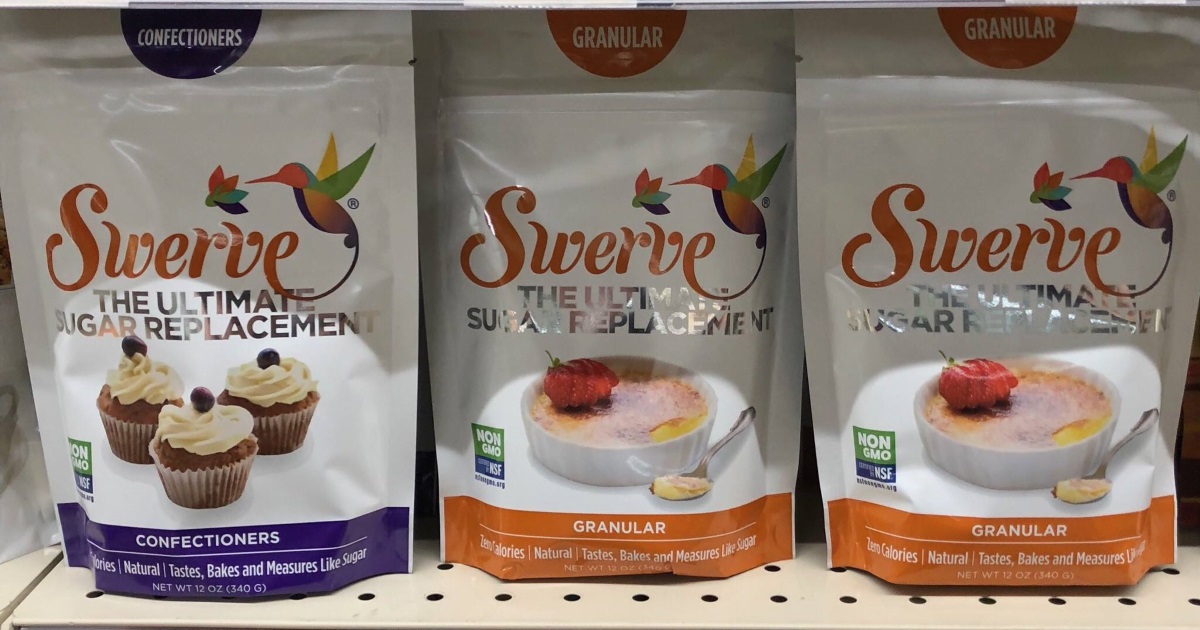 CONFECTIONERS
Swerve®
THE ULTIMATE
SUGAR REPLACEMENT
NON
GMO
NSF
CONFECTIONERS
| Natural | Tastes, Bakes and Measures Like Sugar
NET WT 12 OZ (340 G)
GRANULAR
Swerve®
THE ULTIMATE
SUGAR REPLACEMENT
NON
GMO
NSF
GRANULAR
Zero Calories | Natural | Tastes, Bakes and Measures Like Sugar
NET WT 12 OZ (340 G)
GRANULAR
Swerve®
THE ULTIMATE
SUGAR REPLACEMENT
NON
GMO
NSF
GRANULAR
Zero Calories | Natural | Tastes, Bakes and Measures Like Sugar
NET WT 12 OZ (340 G)